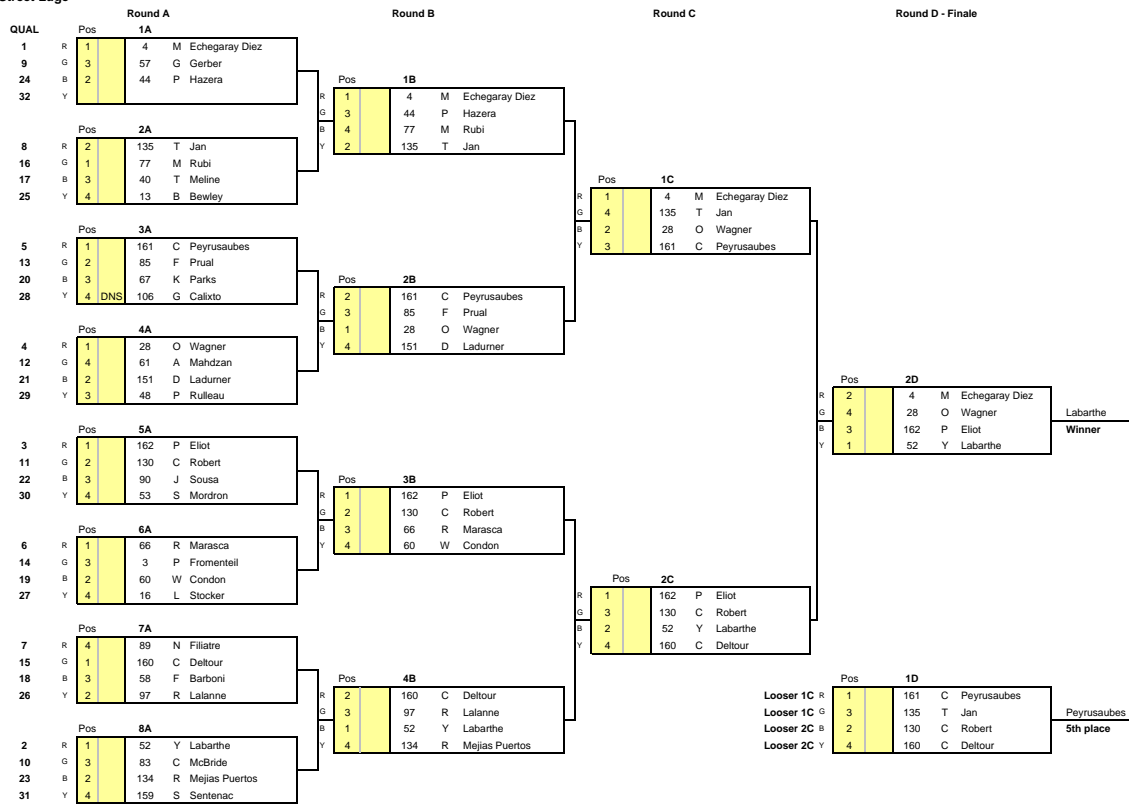 Street Edge
Round A Round B Round C Round D - Finale
QUAL Pos 1A
1 R 1 4 M Echegaray Diez
9 G 3 57 G Gerber
24 B 2 44 P Hazera
32 Y
Pos 2A
8 R 2 135 T Jan
16 G 1 77 M Rubi
17 B 3 40 T Meline
25 Y 4 13 B Bewley
Pos 3A
5 R 1 161 C Peyrusaubes
13 G 2 85 F Prual
20 B 3 67 K Parks
28 Y 4 DNS 106 G Calixto
Pos 4A
4 R 1 28 O Wagner
12 G 4 61 A Mahdzan
21 B 2 151 D Ladurner
29 Y 3 48 P Rulleau
Pos 5A
3 R 1 162 P Eliot
11 G 2 130 C Robert
22 B 3 90 J Sousa
30 Y 4 53 S Mordron
Pos 6A
6 R 1 66 R Marasca
14 G 3 3 P Fromenteil
19 B 2 60 W Condon
27 Y 4 16 L Stocker
Pos 7A
7 R 4 89 N Filiatre
15 G 1 160 C Deltour
18 B 3 58 F Barboni
26 Y 2 97 R Lalanne
Pos 8A
2 R 1 52 Y Labarthe
10 G 3 83 C McBride
23 B 2 134 R Mejias Puertos
31 Y 4 159 S Sentenac
Pos 1B
R 1 4 M Echegaray Diez
G 3 44 P Hazera
B 4 77 M Rubi
Y 2 135 T Jan
Pos 2B
R 2 161 C Peyrusaubes
G 3 85 F Prual
B 1 28 O Wagner
Y 4 151 D Ladurner
Pos 3B
R 1 162 P Eliot
G 2 130 C Robert
B 3 66 R Marasca
Y 4 60 W Condon
Pos 4B
R 2 160 C Deltour
G 3 97 R Lalanne
B 1 52 Y Labarthe
Y 4 134 R Mejias Puertos
Pos 1C
R 1 4 M Echegaray Diez
G 4 135 T Jan
B 2 28 O Wagner
Y 3 161 C Peyrusaubes
Pos 2C
R 1 162 P Eliot
G 3 130 C Robert
B 2 52 Y Labarthe
Y 4 160 C Deltour
Pos 2D
R 2 4 M Echegaray Diez
G 4 28 O Wagner Labarthe
B 3 162 P Eliot Winner
Y 1 52 Y Labarthe
Pos 1D
Looser 1C R 1 161 C Peyrusaubes
Looser 1C G 3 135 T Jan Peyrusaubes
Looser 2C B 2 130 C Robert 5th place
Looser 2C Y 4 160 C Deltour